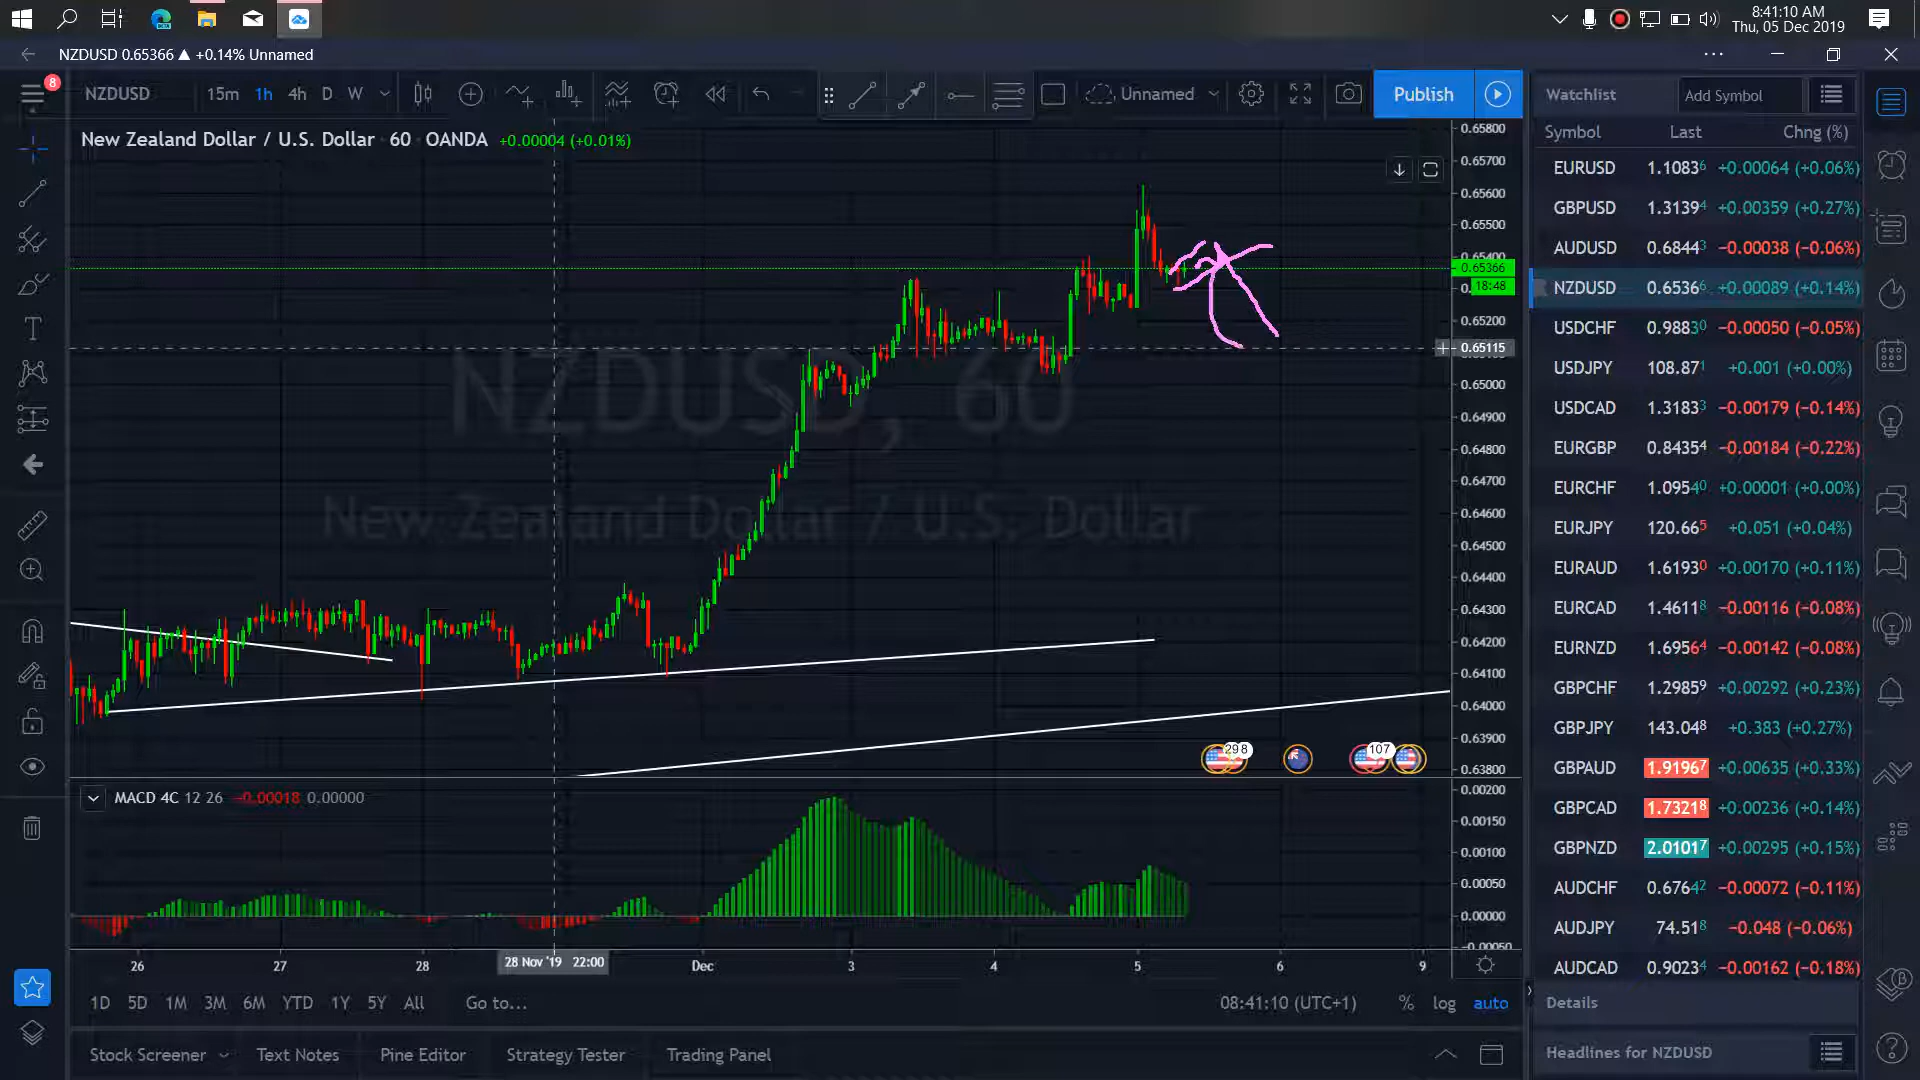 8:41:10 AM
Thu, 05 Dec 2019
NZDUSD 0.65366 ▲ +0.14% Unnamed
8
NZDUSD 15m 1h 4h D W Unnamed Publish
New Zealand Dollar / U.S. Dollar · 60 · OANDA +0.00004 (+0.01%)
NZDUSD, 60
New Zealand Dollar / U.S. Dollar
0.65800
0.65700
0.65600
0.65500
0.65366
18:48
0.65200
0.65115
0.65000
0.64900
0.64800
0.64700
0.64600
0.64500
0.64400
0.64300
0.64200
0.64100
0.64000
0.63900
0.63800
298 107
MACD 4C 12 26 −0.00018 0.00000
0.00200
0.00150
0.00100
0.00050
0.00000
26 27 28 28 Nov '19 22:00 Dec 3 4 5 6 9
1D 5D 1M 3M 6M YTD 1Y 5Y All Go to... 08:41:10 (UTC+1) % log auto
Stock Screener Text Notes Pine Editor Strategy Tester Trading Panel
Watchlist Add Symbol
Symbol Last Chng (%)
EURUSD 1.10836 +0.00064 (+0.06%)
GBPUSD 1.31394 +0.00359 (+0.27%)
AUDUSD 0.68443 −0.00038 (−0.06%)
NZDUSD 0.65366 +0.00089 (+0.14%)
USDCHF 0.98830 −0.00050 (−0.05%)
USDJPY 108.871 +0.001 (+0.00%)
USDCAD 1.31833 −0.00179 (−0.14%)
EURGBP 0.84354 −0.00184 (−0.22%)
EURCHF 1.09540 +0.00001 (+0.00%)
EURJPY 120.665 +0.051 (+0.04%)
EURAUD 1.61930 +0.00170 (+0.11%)
EURCAD 1.46118 −0.00116 (−0.08%)
EURNZD 1.69564 −0.00142 (−0.08%)
GBPCHF 1.29859 +0.00292 (+0.23%)
GBPJPY 143.048 +0.383 (+0.27%)
GBPAUD 1.91967 +0.00635 (+0.33%)
GBPCAD 1.73218 +0.00236 (+0.14%)
GBPNZD 2.01017 +0.00295 (+0.15%)
AUDCHF 0.67642 −0.00072 (−0.11%)
AUDJPY 74.518 −0.048 (−0.06%)
AUDCAD 0.90234 −0.00162 (−0.18%)
Details
Headlines for NZDUSD